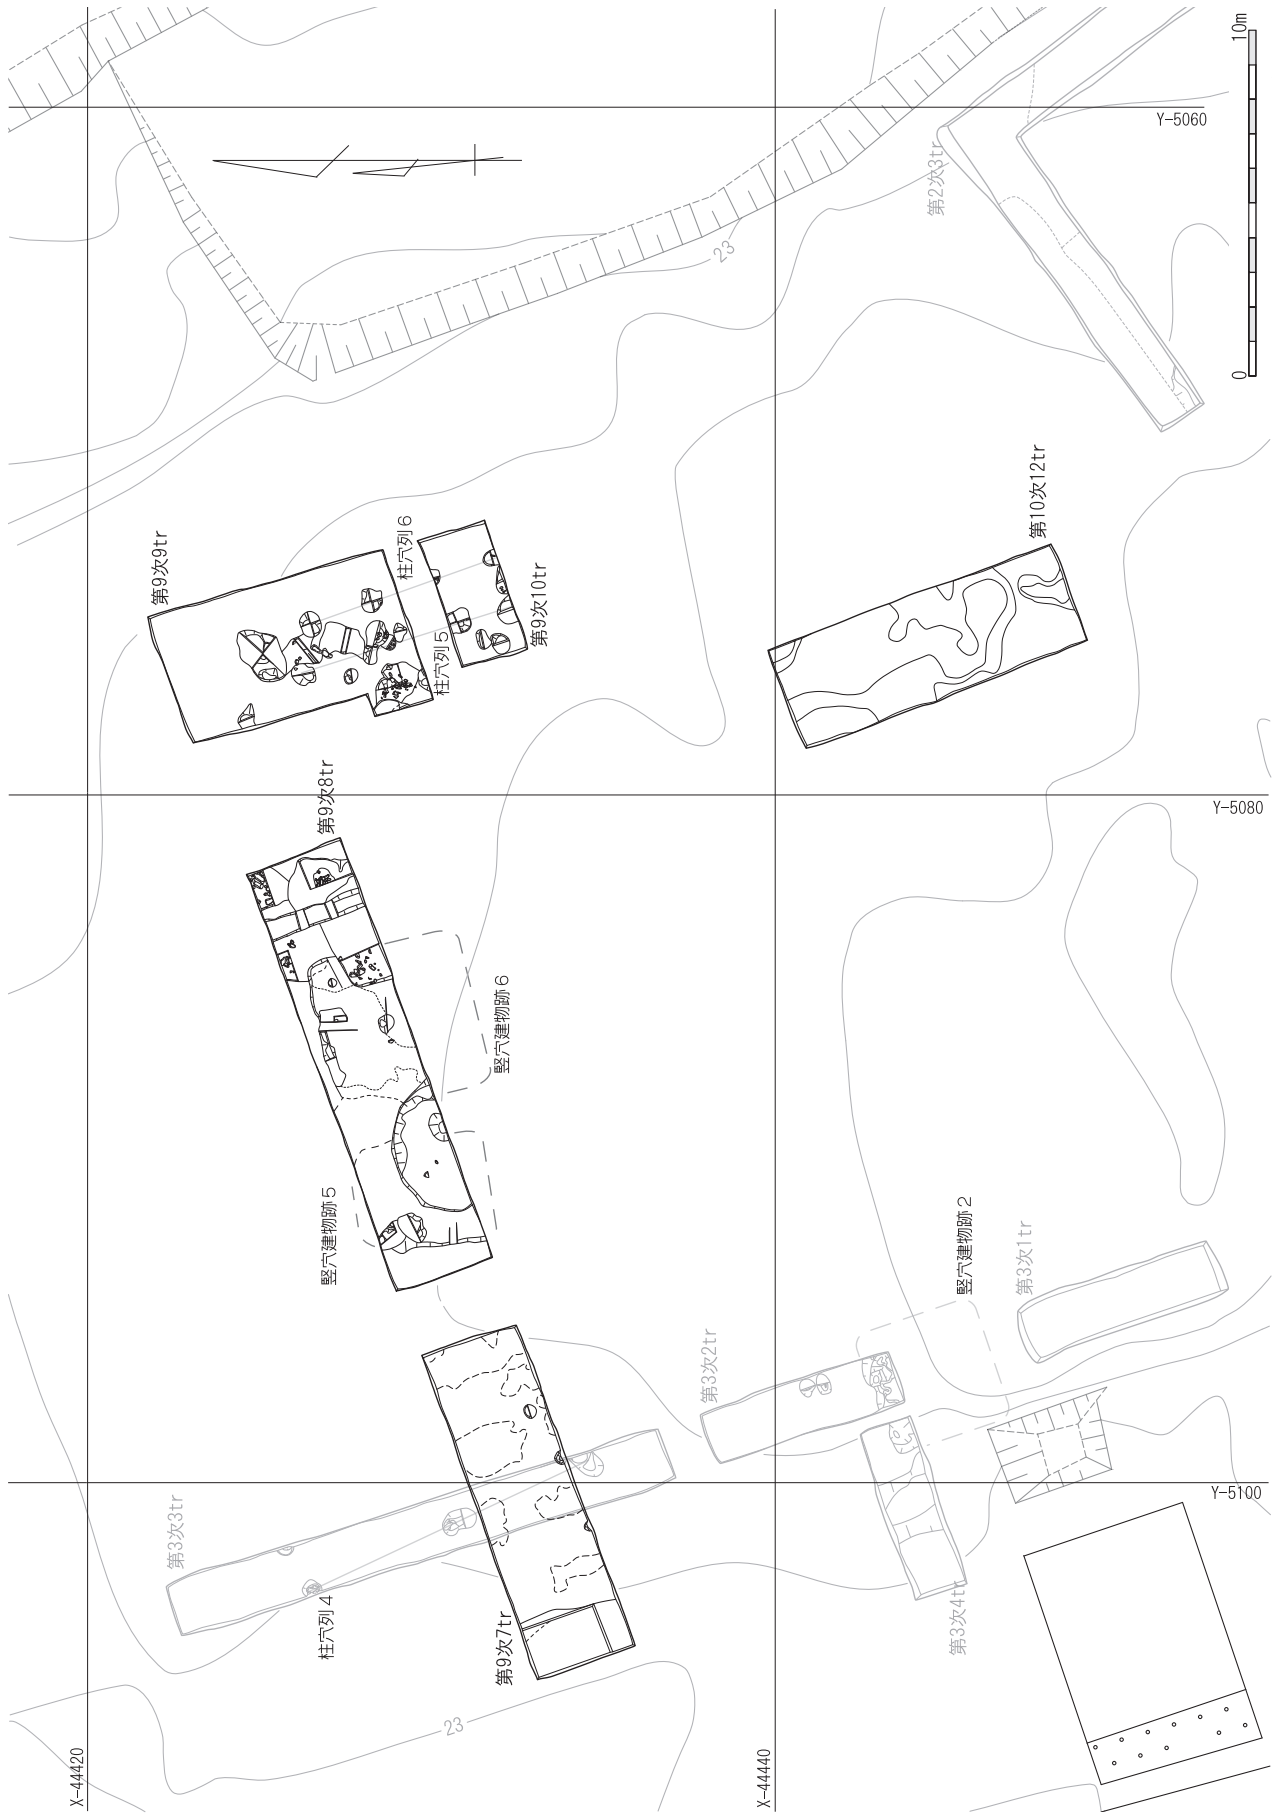 10m
0
Y-5060
第2次3tr
23
第10次12tr
第9次9tr
柱穴列6
第9次10tr
柱穴列5
第9次8tr
Y-5080
竪穴建物跡6
竪穴建物跡5
竪穴建物跡2
第3次1tr
第3次2tr
Y-5100
第3次3tr
柱穴列4
第9次7tr
第3次4tr
23
X-44420
X-44440